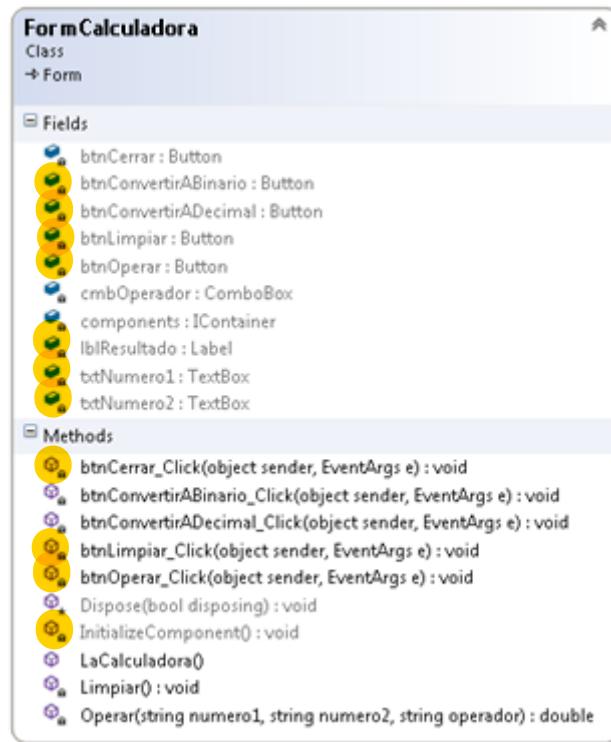 FormCalculadora
Class
Form
Fields
btnCerrar : Button
btnConvertirABinario : Button
btnConvertirADecimal : Button
btnLimpiar : Button
btnOperar : Button
cmbOperador : ComboBox
components : IContainer
lblResultado : Label
txtNumero1 : TextBox
txtNumero2 : TextBox
Methods
btnCerrar_Click(object sender, EventArgs e) : void
btnConvertirABinario_Click(object sender, EventArgs e) : void
btnConvertirADecimal_Click(object sender, EventArgs e) : void
btnLimpiar_Click(object sender, EventArgs e) : void
btnOperar_Click(object sender, EventArgs e) : void
Dispose(bool disposing) : void
InitializeComponent() : void
LaCalculadora()
Limpiar() : void
Operar(string numero1, string numero2, string operador) : double